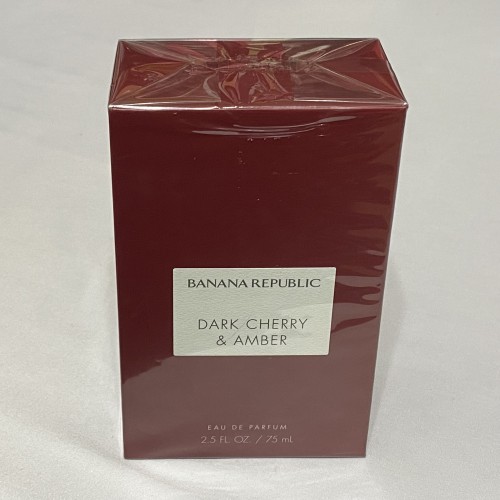 BANANA REPUBLIC
DARK CHERRY
& AMBER
EAU DE PARFUM
2.5 FL. OZ. / 75 mL